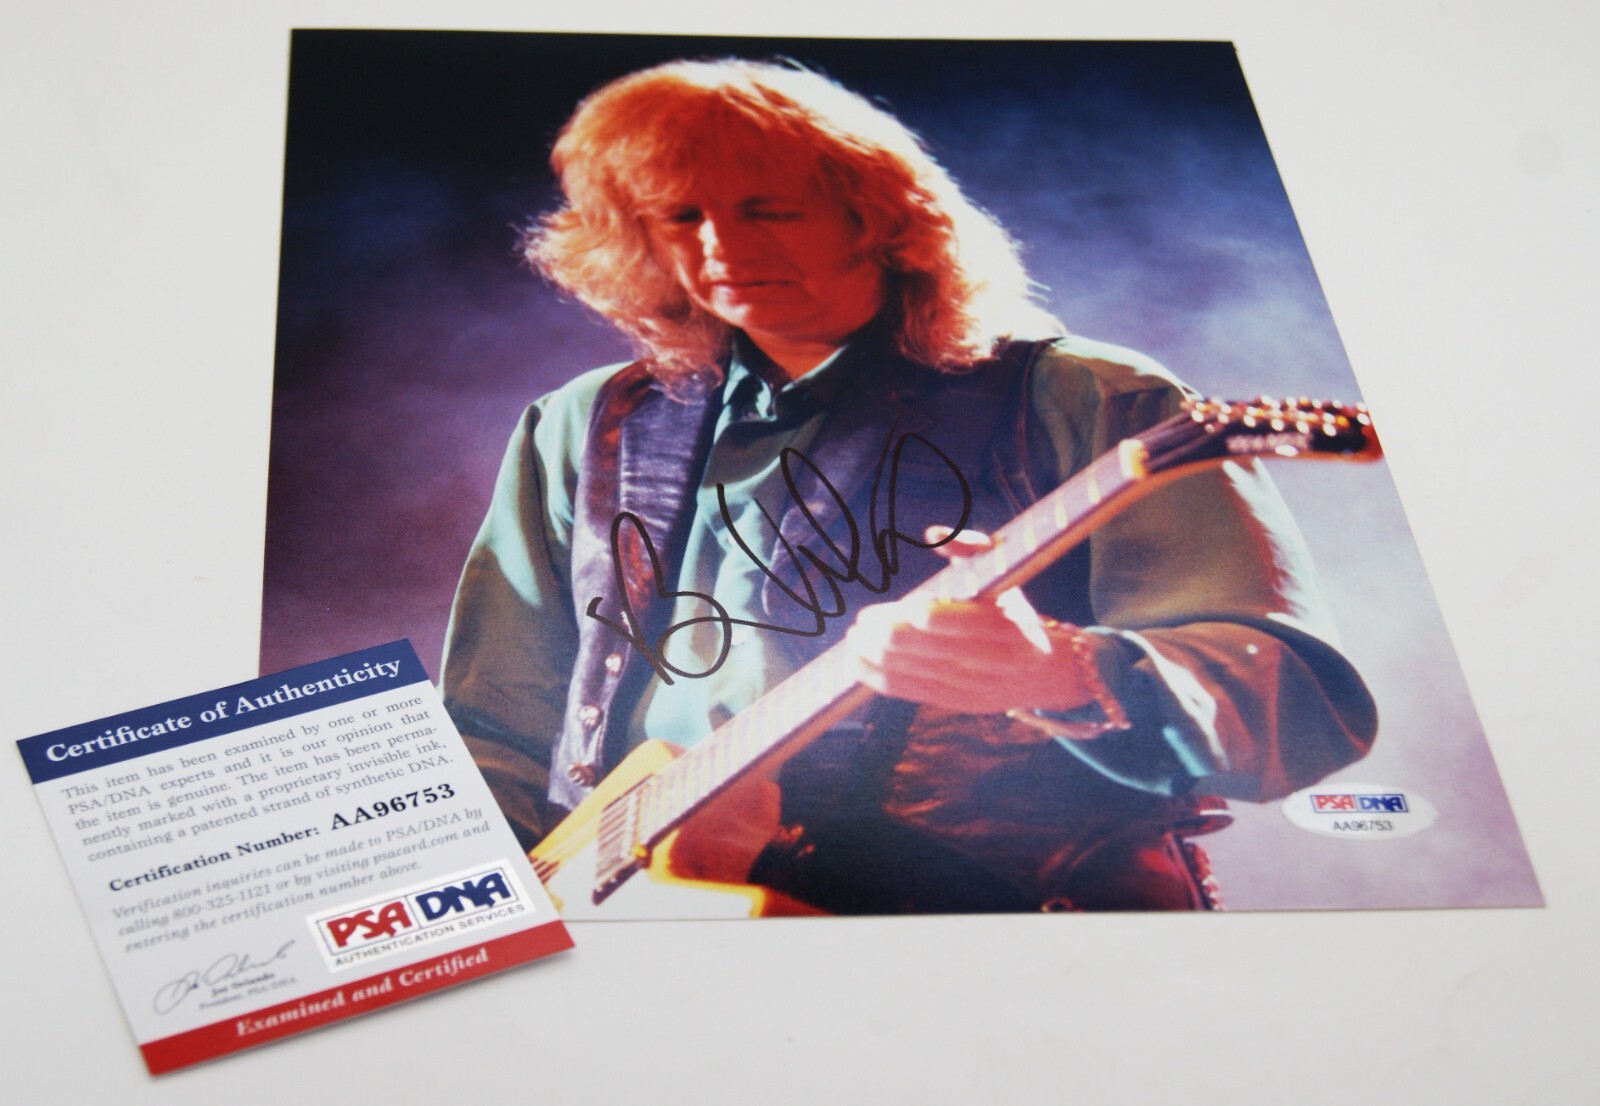 Certificate of Authenticity
This item has been examined by one or more
PSA/DNA experts and it is our opinion that
the item is genuine. The item has been perma-
nently marked with a proprietary invisible ink,
containing a patented strand of synthetic DNA.
Certification Number: AA96753
Verification inquiries can be made to PSA/DNA by
calling 800-325-1121 or by visiting psacard.com and
entering the certification number above.
Joe Orlando
President, PSA/DNA
PSA DNA
AUTHENTICATION SERVICES
Examined and Certified
PSA DNA
AA96753